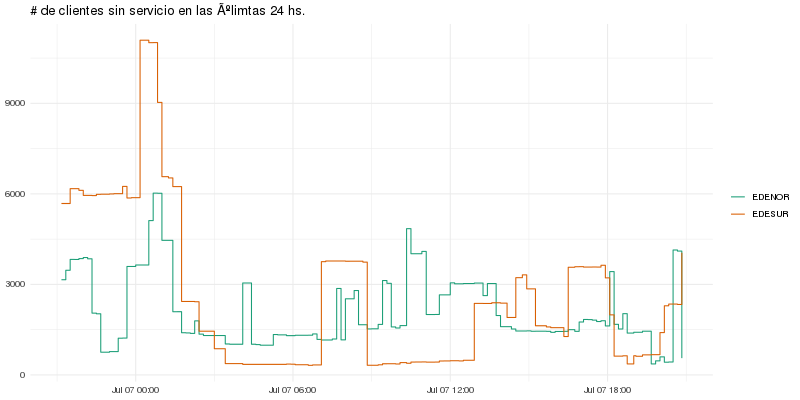 # de clientes sin servicio en las Ãºlimtas 24 hs.
9000
6000
3000
0
Jul 07 00:00
Jul 07 06:00
Jul 07 12:00
Jul 07 18:00
EDENOR
EDESUR